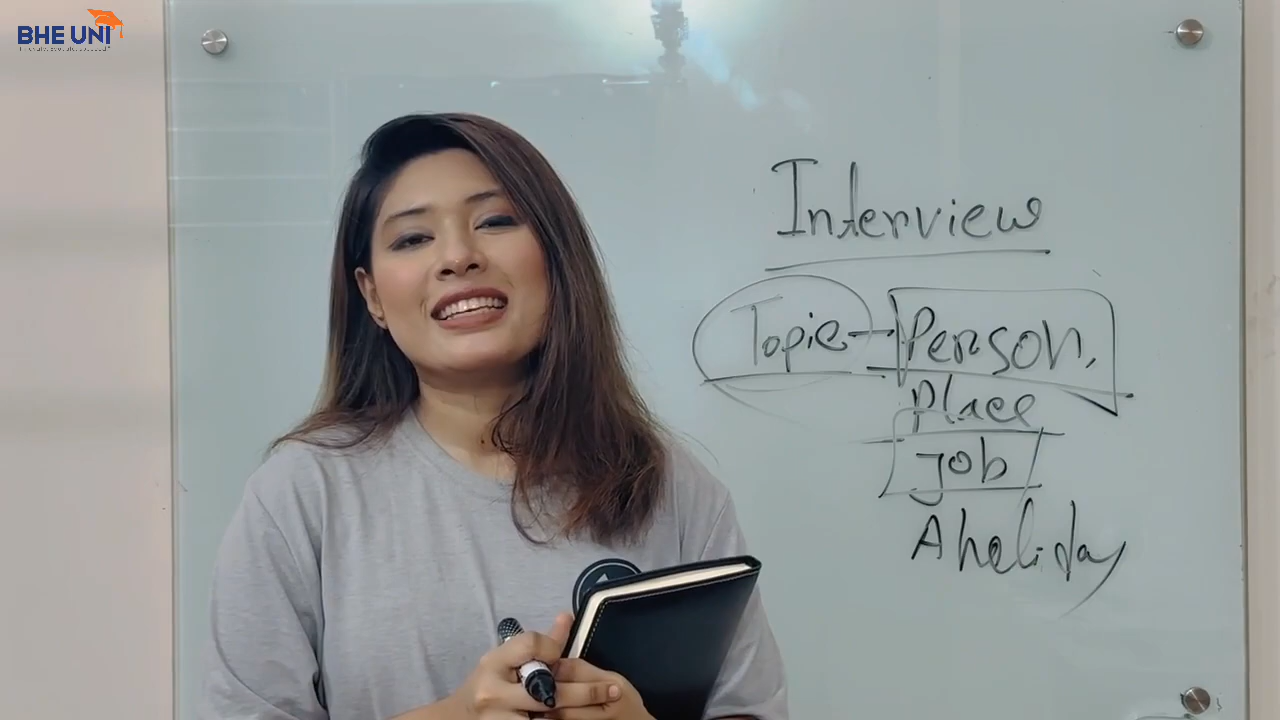 BHE UNI
Interview
Topic Person,
Place
Job
A holiday